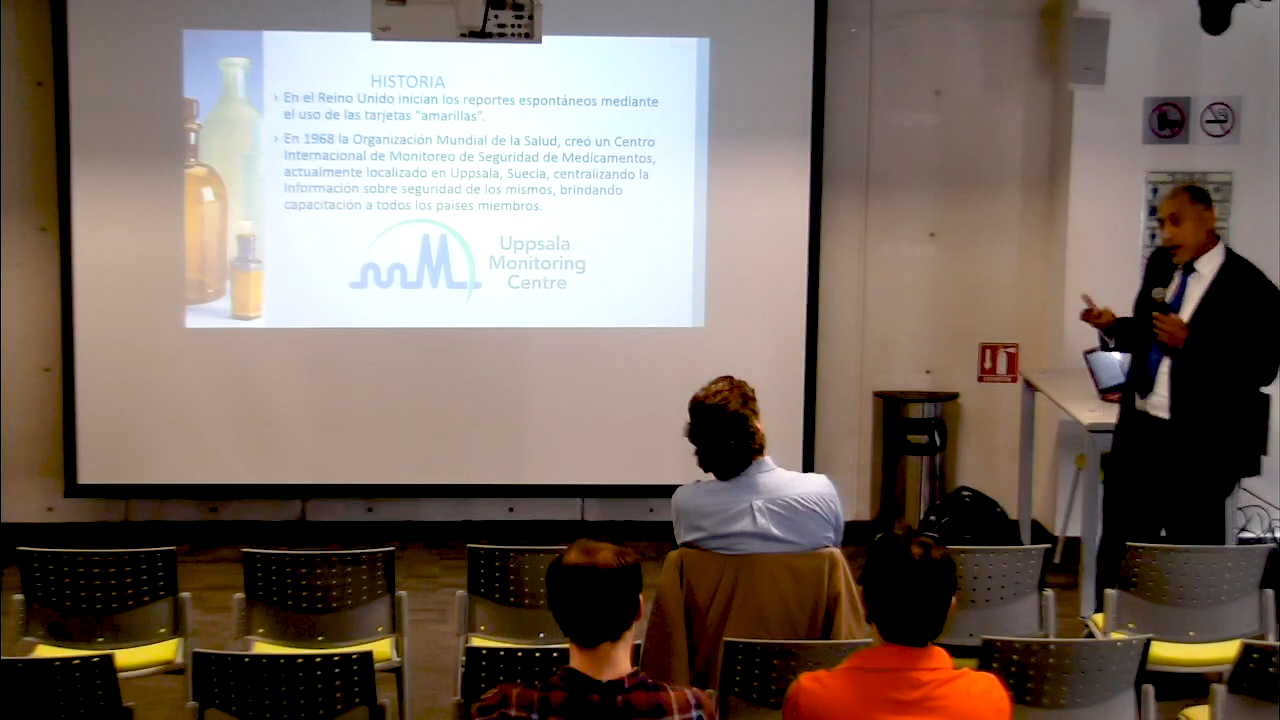 HISTORIA
› En el Reino Unido inician los reportes espontáneos mediante
el uso de las tarjetas “amarillas”.
› En 1968 la Organización Mundial de la Salud, creó un Centro
Internacional de Monitoreo de Seguridad de Medicamentos,
actualmente localizado en Uppsala, Suecia, centralizando la
información sobre seguridad de los mismos, brindando
capacitación a todos los países miembros.
Uppsala
Monitoring
Centre